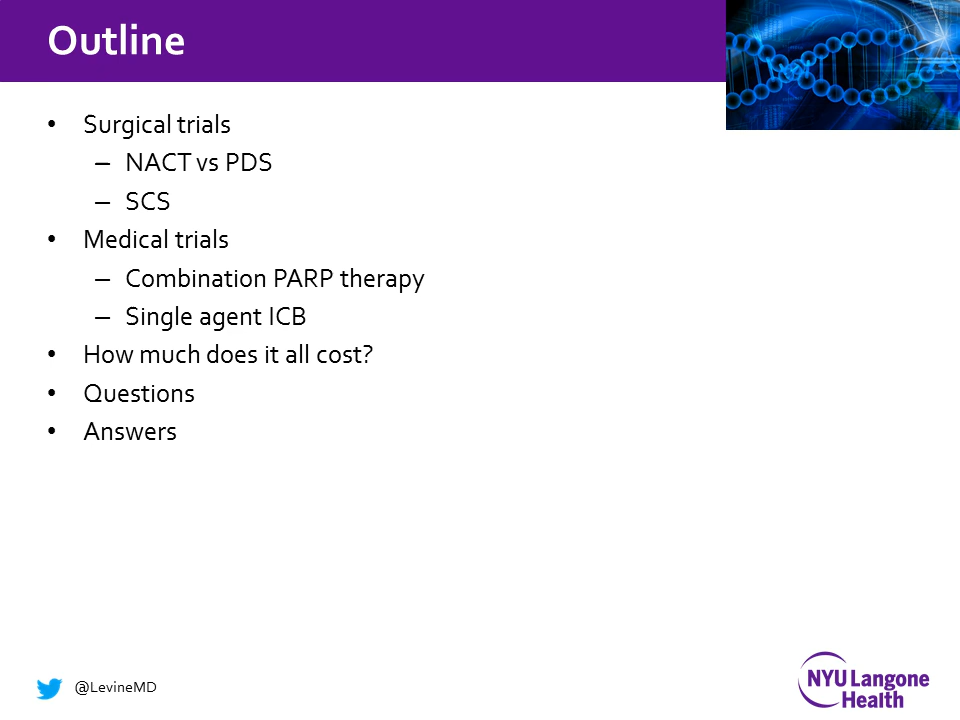 Outline
• Surgical trials
– NACT vs PDS
– SCS
• Medical trials
– Combination PARP therapy
– Single agent ICB
• How much does it all cost?
• Questions
• Answers
@LevineMD
NYU Langone
Health